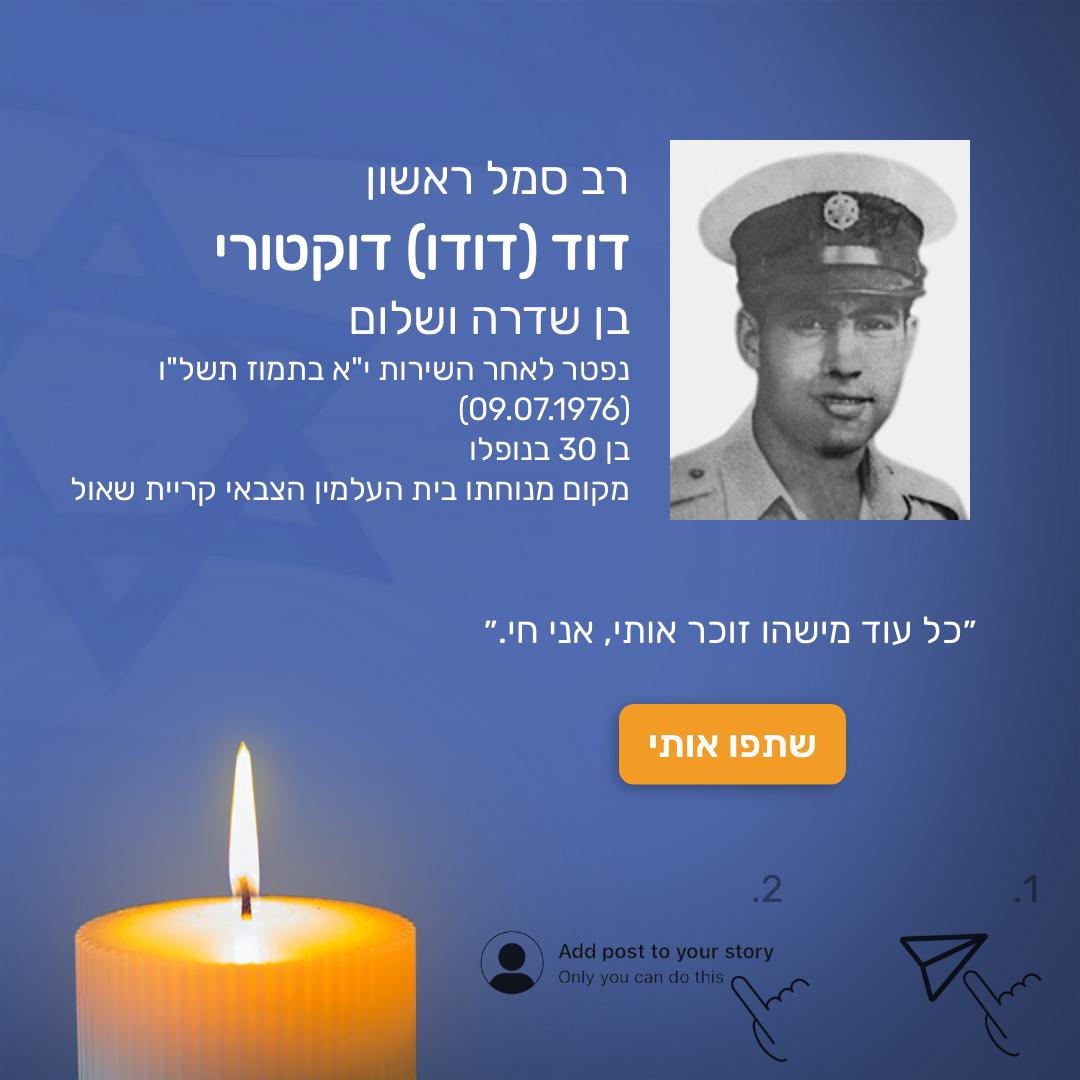 רב סמל ראשון
דוד (דודו) דוקטורי
בן שדרה ושלום
נפטר לאחר השירות י"א בתמוז תשל"ו
(09.07.1976)
בן 30 בנופלו
מקום מנוחתו בית העלמין הצבאי קריית שאול
״כל עוד מישהו זוכר אותי, אני חי.״
שתפו אותי
1.
2.
Add post to your story
Only you can do this